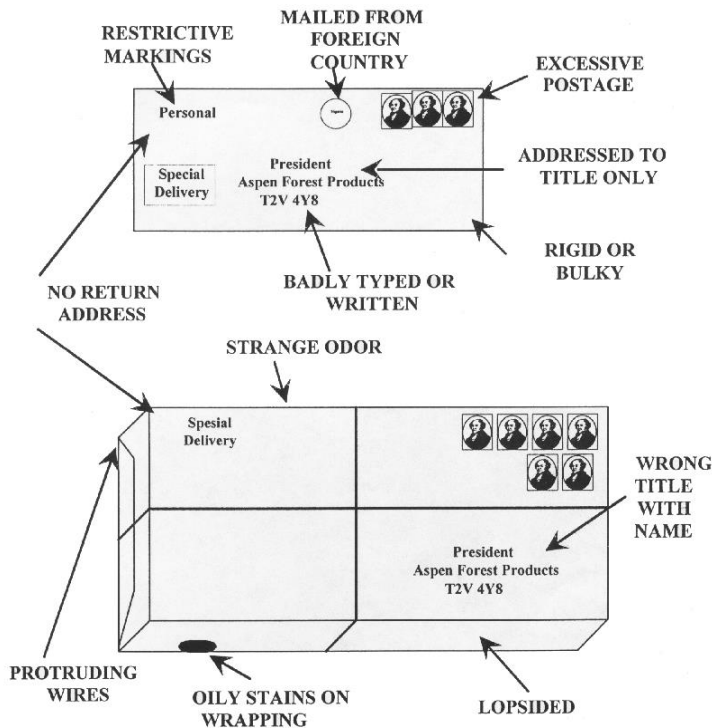 RESTRICTIVE
MARKINGS
MAILED FROM
FOREIGN
COUNTRY
EXCESSIVE
POSTAGE
Personal
ADDRESSED TO
TITLE ONLY
President
Aspen Forest Products
T2V 4Y8
Special
Delivery
RIGID OR
BULKY
BADLY TYPED OR
WRITTEN
NO RETURN
ADDRESS
STRANGE ODOR
Spesial
Delivery
WRONG
TITLE
WITH
NAME
President
Aspen Forest Products
T2V 4Y8
PROTRUDING
WIRES
OILY STAINS ON
WRAPPING
LOPSIDED